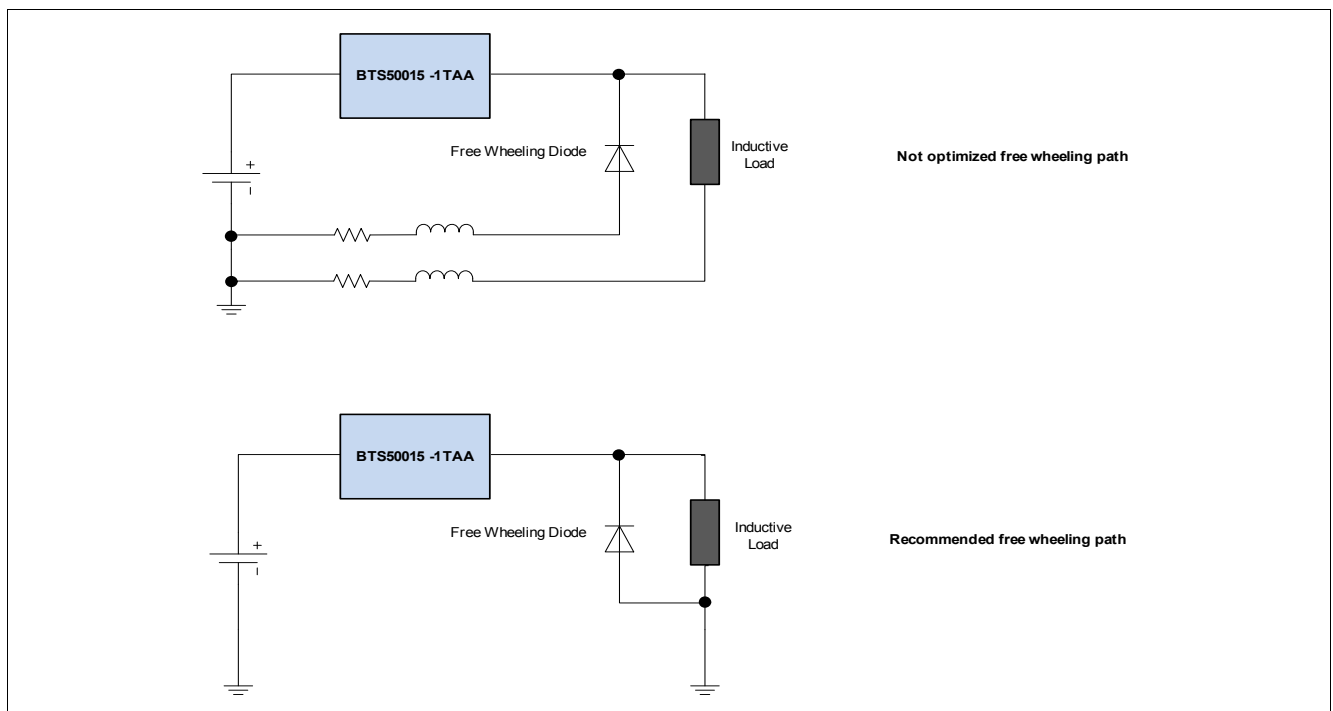 BTS50015 -1TAA
+
Free Wheeling Diode
Inductive
Load
Not optimized free wheeling path
–
BTS50015 -1TAA
+
Free Wheeling Diode
Inductive
Load
Recommended free wheeling path
–